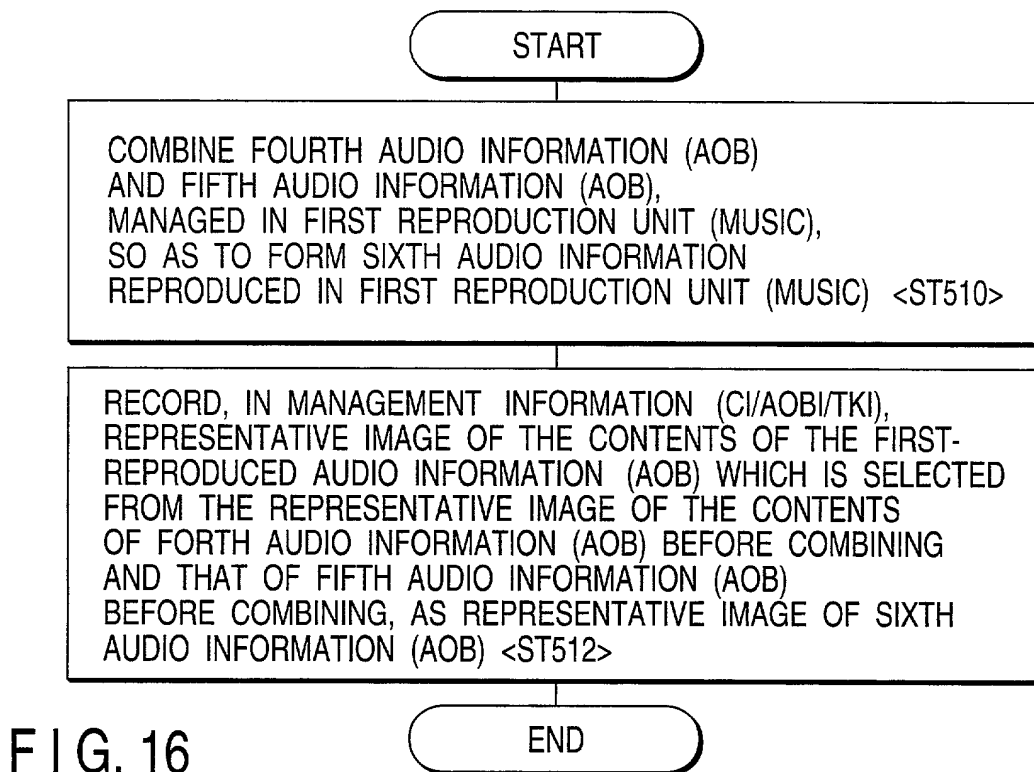 START
COMBINE FOURTH AUDIO INFORMATION (AOB)
AND FIFTH AUDIO INFORMATION (AOB),
MANAGED IN FIRST REPRODUCTION UNIT (MUSIC),
SO AS TO FORM SIXTH AUDIO INFORMATION
REPRODUCED IN FIRST REPRODUCTION UNIT (MUSIC) <ST510>
RECORD, IN MANAGEMENT INFORMATION (CI/AOBI/TKI),
REPRESENTATIVE IMAGE OF THE CONTENTS OF THE FIRST-
REPRODUCED AUDIO INFORMATION (AOB) WHICH IS SELECTED
FROM THE REPRESENTATIVE IMAGE OF THE CONTENTS
OF FORTH AUDIO INFORMATION (AOB) BEFORE COMBINING
AND THAT OF FIFTH AUDIO INFORMATION (AOB)
BEFORE COMBINING, AS REPRESENTATIVE IMAGE OF SIXTH
AUDIO INFORMATION (AOB) <ST512>
END
FIG. 16